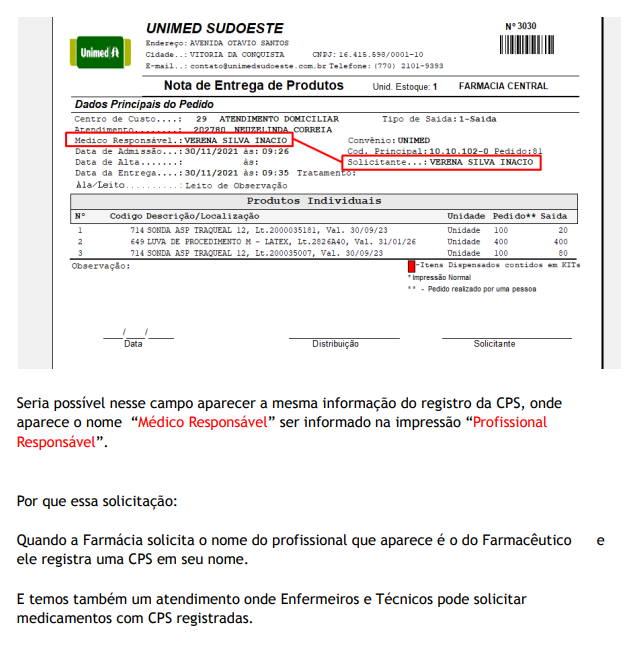 UNIMED SUDOESTE
Nº 3030
Unimed
Endereço: AVENIDA OTAVIO SANTOS
Cidade..: VITORIA DA CONQUISTA CNPJ: 16.415.598/0001-10
E-mail..: contato@unimedsudoeste.com.br Telefone: (770) 2101-9393
Nota de Entrega de Produtos Unid. Estoque: 1 FARMACIA CENTRAL
Dados Principais do Pedido
Centro de Custo....: 29 ATENDIMENTO DOMICILIAR Tipo de Saída: 1-Saida
Atendimento........: 202780 NEUZELINDA CORREIA
Medico Responsável.: VERENA SILVA INACIO Convênio: UNIMED
Data de Admissão...: 30/11/2021 às: 09:26 Cod. Principal: 10.10.102-0 Pedido: 81
Data de Alta.......: às: Solicitante...: VERENA SILVA INACIO
Data da Entrega....: 30/11/2021 às: 09:35 Tratamento:
Ala/Leito..........: Leito de Observação
Produtos Individuais
Nº Codigo Descrição/Localização Unidade Pedido** Saida
1 714 SONDA ASP TRAQUEAL 12, Lt.2000035181, Val. 30/09/23 Unidade 100 20
2 649 LUVA DE PROCEDIMENTO M - LATEX, Lt.2826A40, Val. 31/01/26 Unidade 400 400
3 714 SONDA ASP TRAQUEAL 12, Lt.200035007, Val. 30/09/23 Unidade 100 80
Observação: -Itens Dispensados contidos em KITs
* Impressão Normal
** - Pedido realizado por uma pessoa
____/____/____
Data Distribuição Solicitante
Seria possível nesse campo aparecer a mesma informação do registro da CPS, onde
aparece o nome “Médico Responsável” ser informado na impressão “Profissional
Responsável”.
Por que essa solicitação:
Quando a Farmácia solicita o nome do profissional que aparece é o do Farmacêutico e
ele registra uma CPS em seu nome.
E temos também um atendimento onde Enfermeiros e Técnicos pode solicitar
medicamentos com CPS registradas.